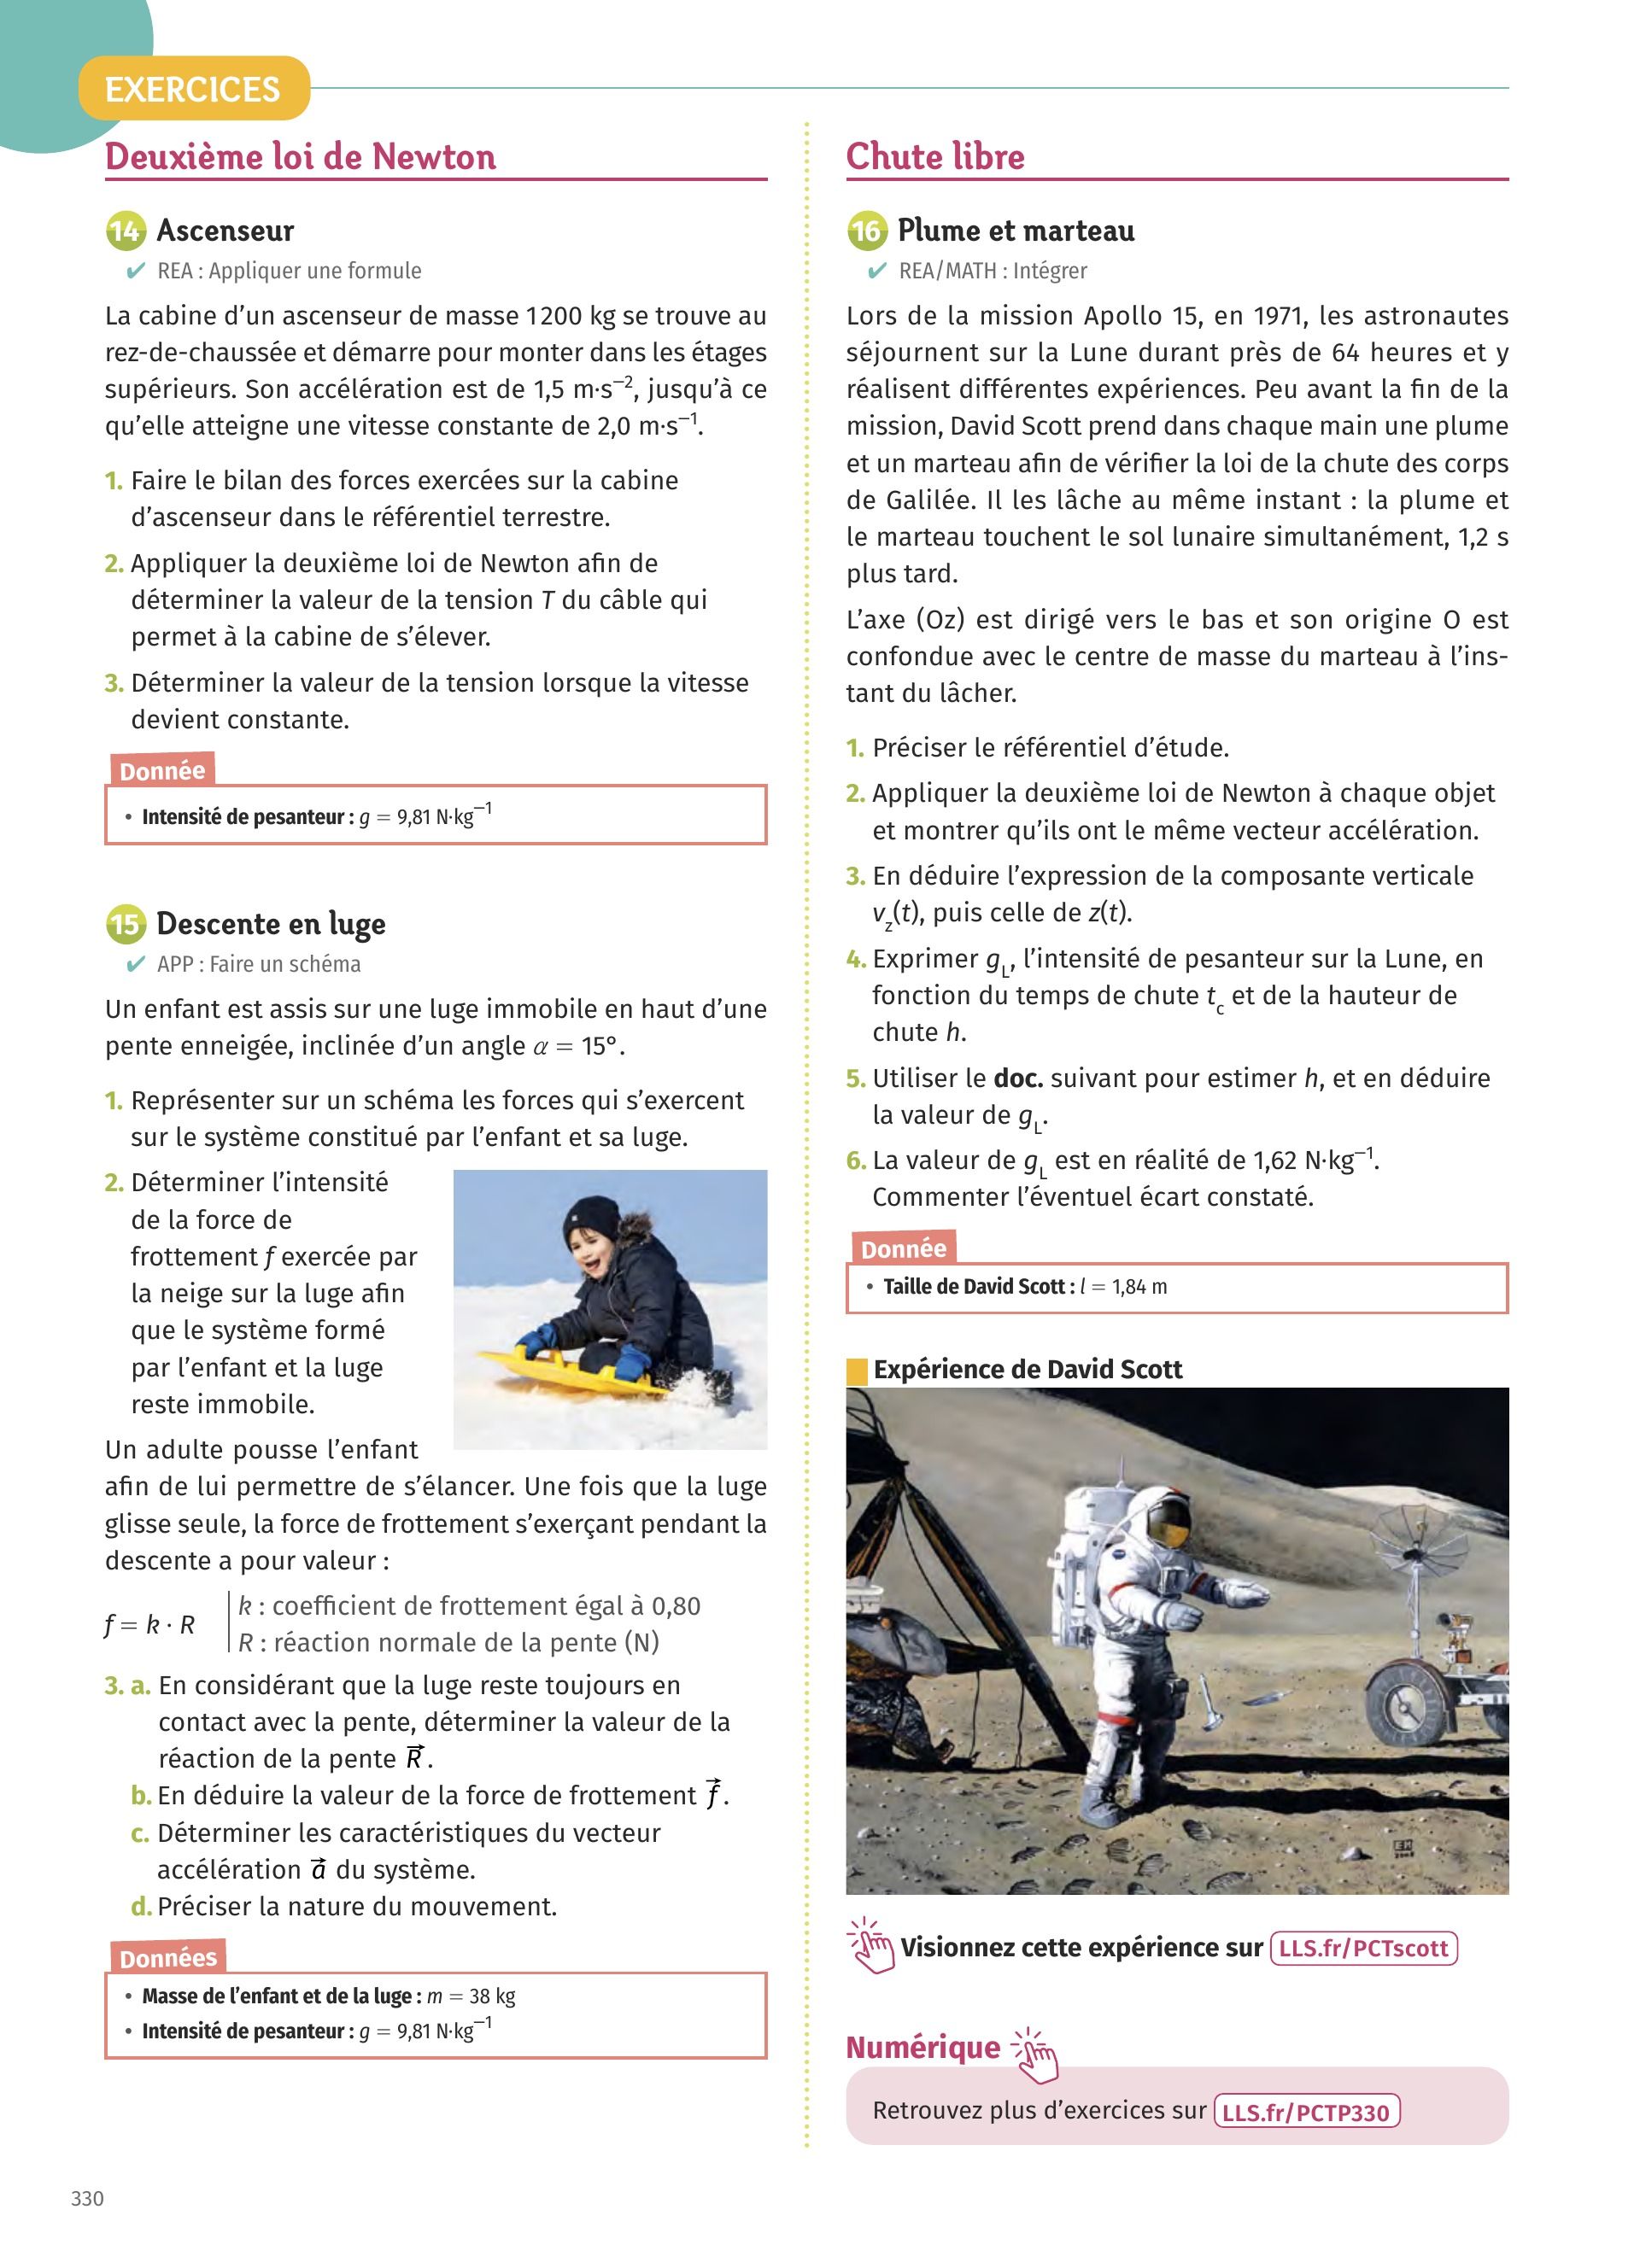 EXERCICES
Deuxième loi de Newton
14 Ascenseur
✔ REA : Appliquer une formule
La cabine d’un ascenseur de masse 1 200 kg se trouve au
rez-de-chaussée et démarre pour monter dans les étages
supérieurs. Son accélération est de 1,5 m·s⁻², jusqu’à ce
qu’elle atteigne une vitesse constante de 2,0 m·s⁻¹.
1. Faire le bilan des forces exercées sur la cabine
d’ascenseur dans le référentiel terrestre.
2. Appliquer la deuxième loi de Newton afin de
déterminer la valeur de la tension T du câble qui
permet à la cabine de s’élever.
3. Déterminer la valeur de la tension lorsque la vitesse
devient constante.
Donnée
• Intensité de pesanteur : g = 9,81 N·kg⁻¹
15 Descente en luge
✔ APP : Faire un schéma
Un enfant est assis sur une luge immobile en haut d’une
pente enneigée, inclinée d’un angle α = 15°.
1. Représenter sur un schéma les forces qui s’exercent
sur le système constitué par l’enfant et sa luge.
2. Déterminer l’intensité
de la force de
frottement f exercée par
la neige sur la luge afin
que le système formé
par l’enfant et la luge
reste immobile.
Un adulte pousse l’enfant
afin de lui permettre de s’élancer. Une fois que la luge
glisse seule, la force de frottement s’exerçant pendant la
descente a pour valeur :
f = k · R
k : coefficient de frottement égal à 0,80
R : réaction normale de la pente (N)
3. a. En considérant que la luge reste toujours en
contact avec la pente, déterminer la valeur de la
réaction de la pente R⃗.
b. En déduire la valeur de la force de frottement f⃗.
c. Déterminer les caractéristiques du vecteur
accélération a⃗ du système.
d. Préciser la nature du mouvement.
Données
• Masse de l’enfant et de la luge : m = 38 kg
• Intensité de pesanteur : g = 9,81 N·kg⁻¹
330
Chute libre
16 Plume et marteau
✔ REA/MATH : Intégrer
Lors de la mission Apollo 15, en 1971, les astronautes
séjournent sur la Lune durant près de 64 heures et y
réalisent différentes expériences. Peu avant la fin de la
mission, David Scott prend dans chaque main une plume
et un marteau afin de vérifier la loi de la chute des corps
de Galilée. Il les lâche au même instant : la plume et
le marteau touchent le sol lunaire simultanément, 1,2 s
plus tard.
L’axe (Oz) est dirigé vers le bas et son origine O est
confondue avec le centre de masse du marteau à l’ins-
tant du lâcher.
1. Préciser le référentiel d’étude.
2. Appliquer la deuxième loi de Newton à chaque objet
et montrer qu’ils ont le même vecteur accélération.
3. En déduire l’expression de la composante verticale
v_z(t), puis celle de z(t).
4. Exprimer g_L, l’intensité de pesanteur sur la Lune, en
fonction du temps de chute t_c et de la hauteur de
chute h.
5. Utiliser le doc. suivant pour estimer h, et en déduire
la valeur de g_L.
6. La valeur de g_L est en réalité de 1,62 N·kg⁻¹.
Commenter l’éventuel écart constaté.
Donnée
• Taille de David Scott : l = 1,84 m
Expérience de David Scott
Visionnez cette expérience sur LLS.fr/PCTscott
Numérique
Retrouvez plus d’exercices sur LLS.fr/PCTP330